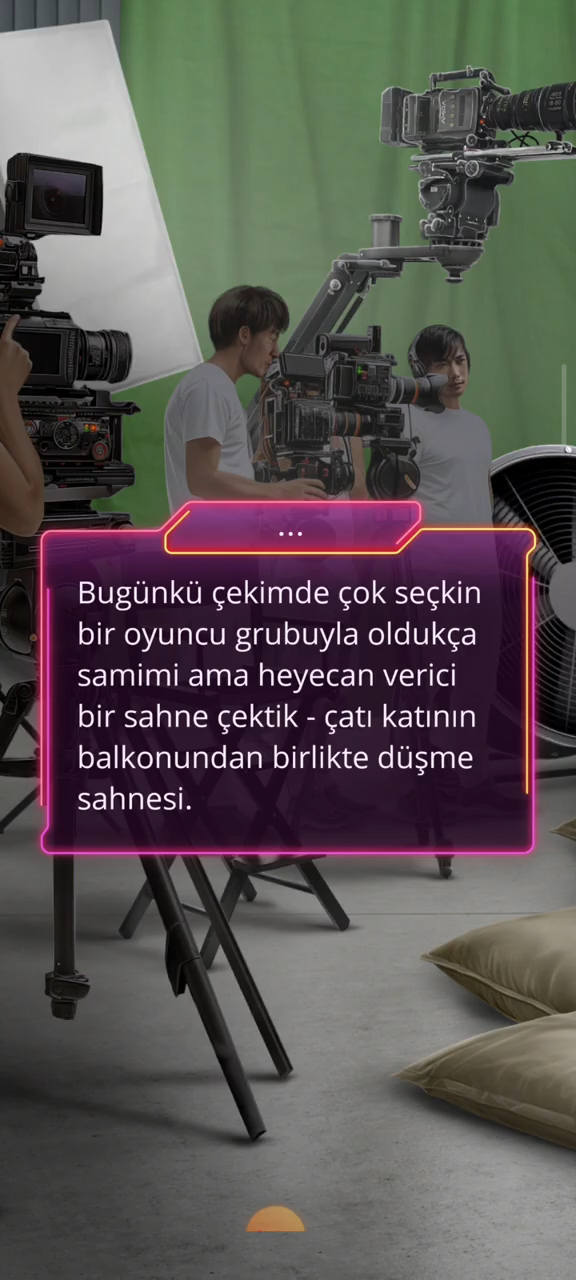 ...
Bugünkü çekimde çok seçkin
bir oyuncu grubuyla oldukça
samimi ama heyecan verici
bir sahne çektik - çatı katının
balkonundan birlikte düşme
sahnesi.